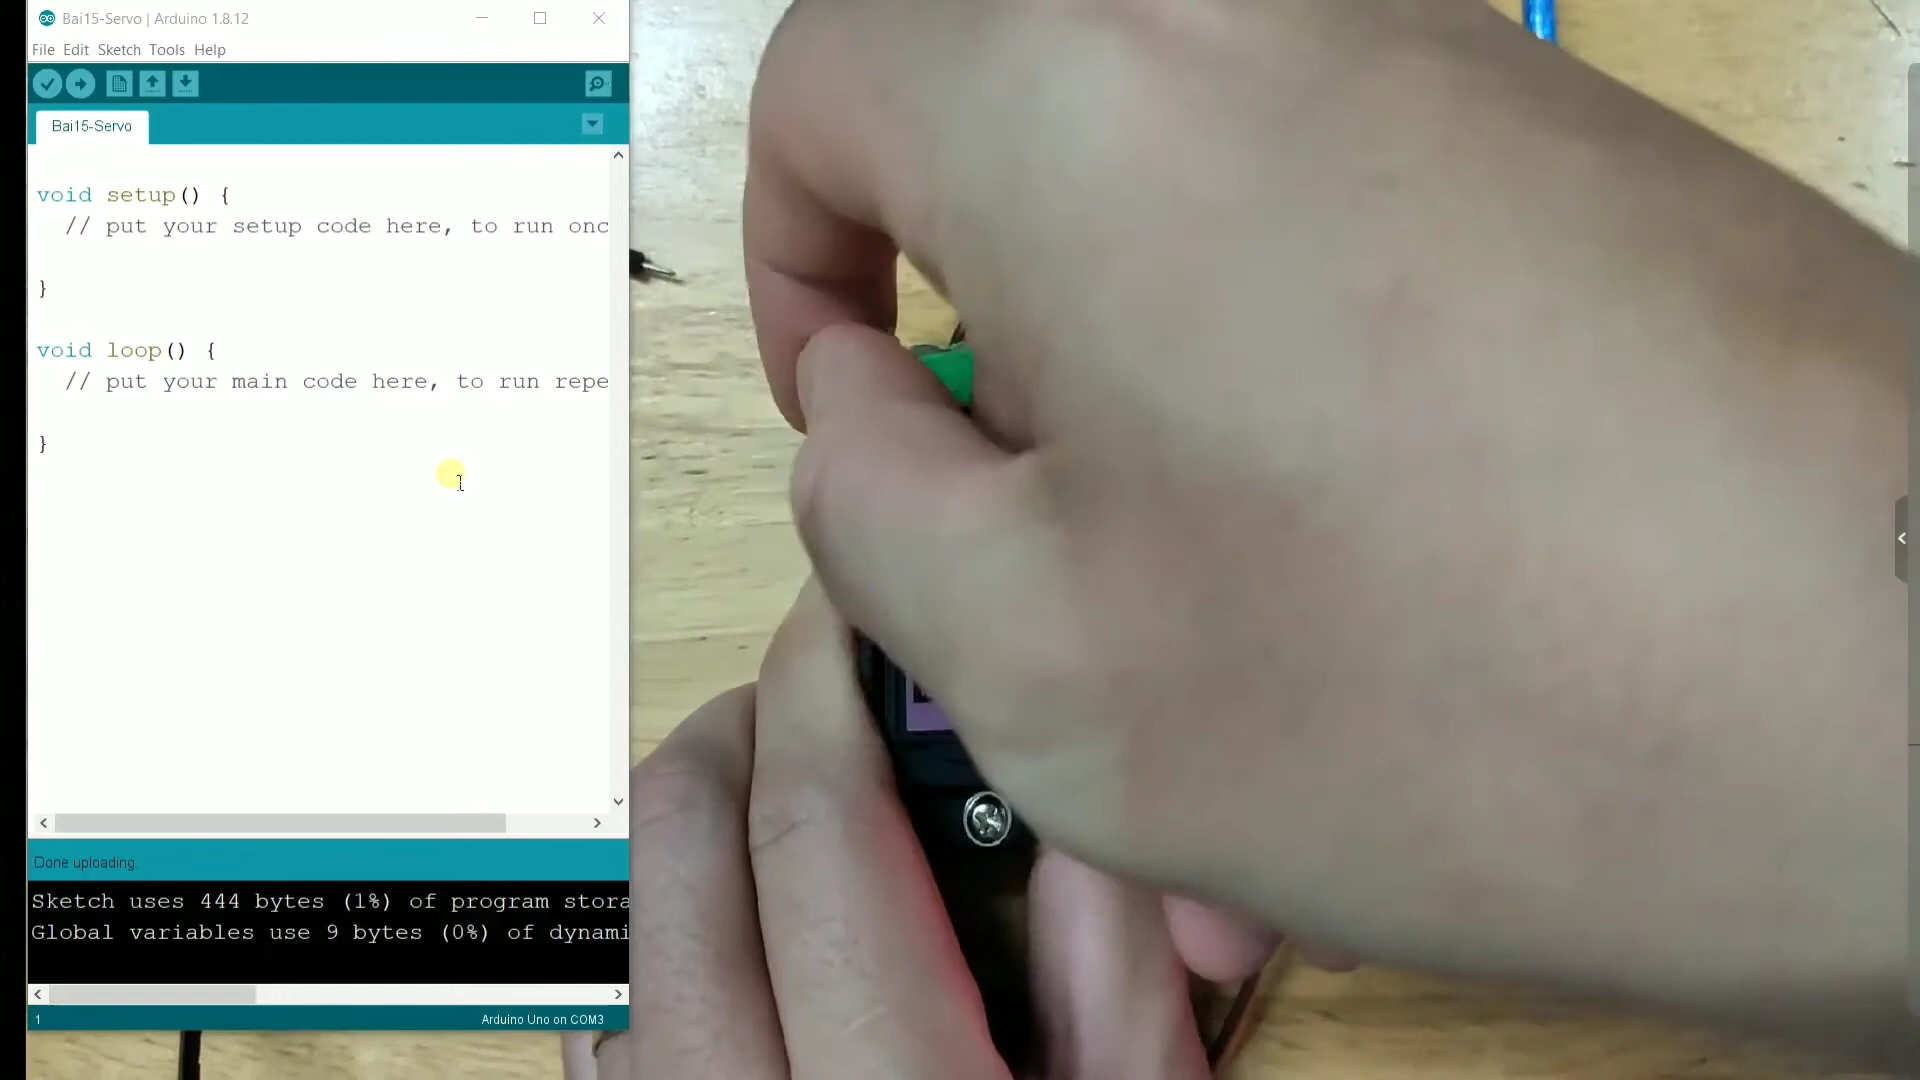 Bai15-Servo | Arduino 1.8.12
File Edit Sketch Tools Help
Bai15-Servo
void setup() {
// put your setup code here, to run onc
}
void loop() {
// put your main code here, to run repe
}
Done uploading.
Sketch uses 444 bytes (1%) of program stora
Global variables use 9 bytes (0%) of dynami
1
Arduino Uno on COM3